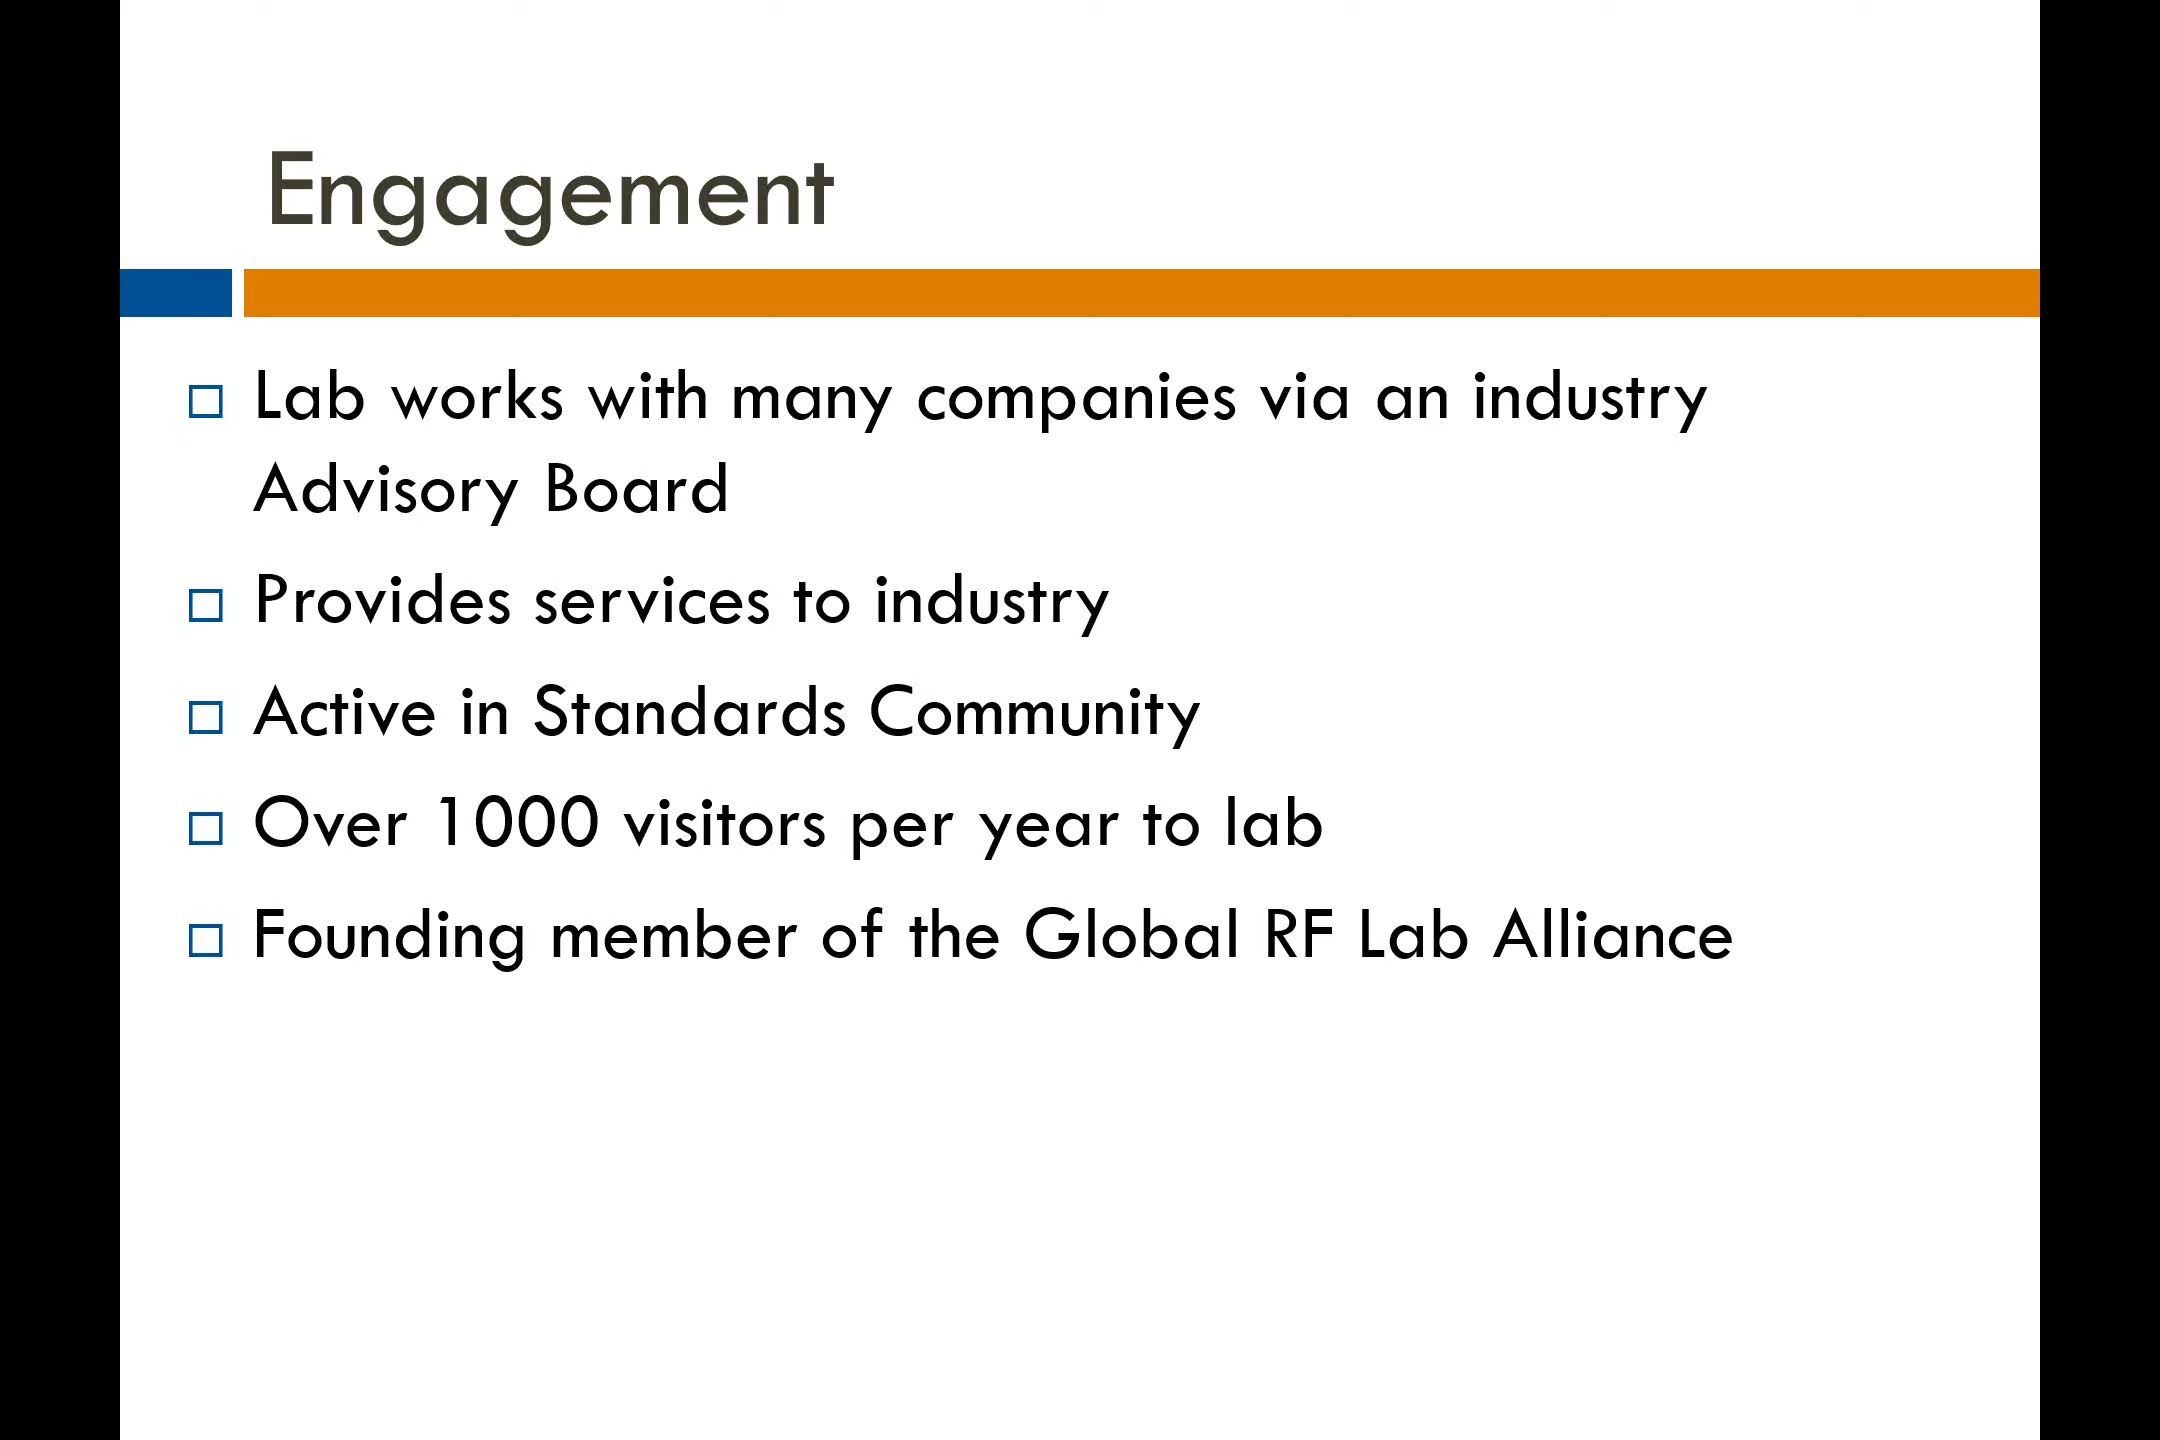 Engagement
Lab works with many companies via an industry
Advisory Board
Provides services to industry
Active in Standards Community
Over 1000 visitors per year to lab
Founding member of the Global RF Lab Alliance